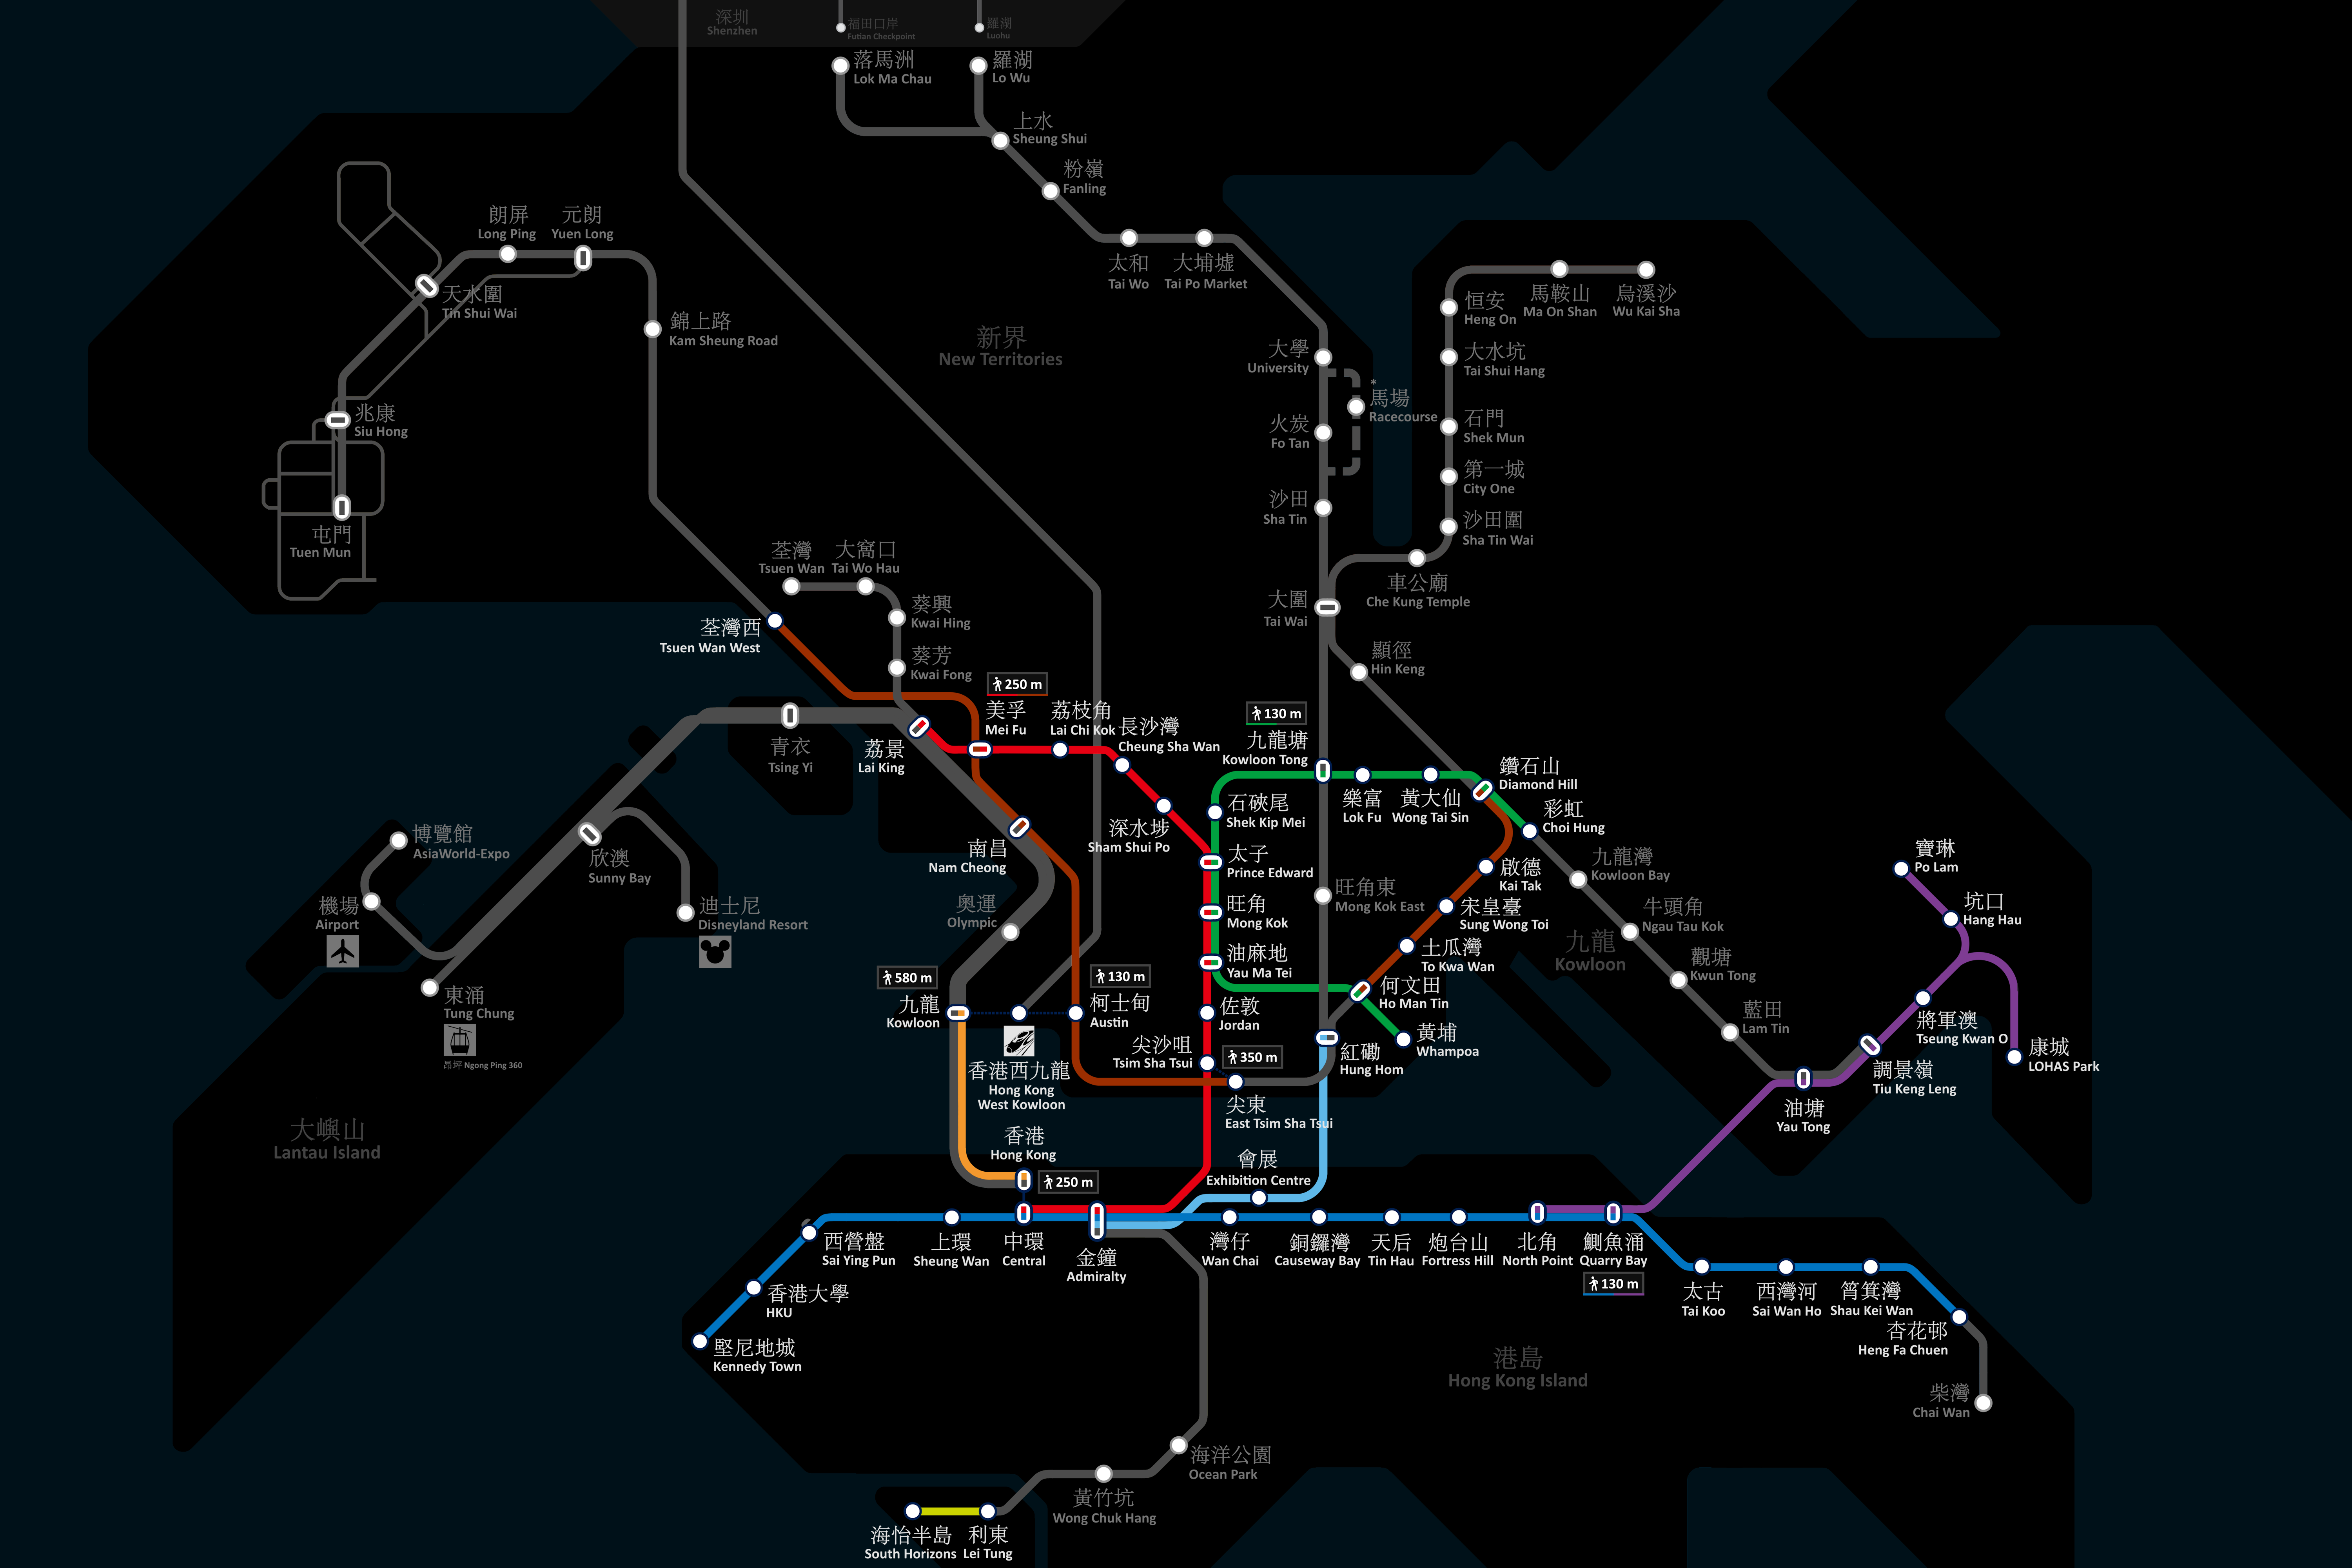 深圳
Shenzhen
福田口岸
Futian Checkpoint
羅湖
Luohu
落馬洲
Lok Ma Chau
羅湖
Lo Wu
上水
Sheung Shui
粉嶺
Fanling
太和
Tai Wo
大埔墟
Tai Po Market
朗屏
Long Ping
元朗
Yuen Long
天水圍
Tin Shui Wai
錦上路
Kam Sheung Road
兆康
Siu Hong
屯門
Tuen Mun
新界
New Territories
大學
University
*
馬場
Racecourse
火炭
Fo Tan
沙田
Sha Tin
大圍
Tai Wai
恒安
Heng On
馬鞍山
Ma On Shan
烏溪沙
Wu Kai Sha
大水坑
Tai Shui Hang
石門
Shek Mun
第一城
City One
沙田圍
Sha Tin Wai
車公廟
Che Kung Temple
顯徑
Hin Keng
荃灣
Tsuen Wan
大窩口
Tai Wo Hau
葵興
Kwai Hing
葵芳
Kwai Fong
荃灣西
Tsuen Wan West
250 m
美孚
Mei Fu
荔枝角
Lai Chi Kok
長沙灣
Cheung Sha Wan
荔景
Lai King
青衣
Tsing Yi
130 m
九龍塘
Kowloon Tong
鑽石山
Diamond Hill
石硤尾
Shek Kip Mei
樂富
Lok Fu
黃大仙
Wong Tai Sin
彩虹
Choi Hung
深水埗
Sham Shui Po
南昌
Nam Cheong
太子
Prince Edward
啟德
Kai Tak
九龍灣
Kowloon Bay
旺角
Mong Kok
旺角東
Mong Kok East
宋皇臺
Sung Wong Toi
牛頭角
Ngau Tau Kok
寶琳
Po Lam
坑口
Hang Hau
奧運
Olympic
油麻地
Yau Ma Tei
土瓜灣
To Kwa Wan
九龍
Kowloon
觀塘
Kwun Tong
博覽館
AsiaWorld-Expo
欣澳
Sunny Bay
機場
Airport
迪士尼
Disneyland Resort
東涌
Tung Chung
昂坪 Ngong Ping 360
580 m
九龍
Kowloon
130 m
柯士甸
Austin
佐敦
Jordan
何文田
Ho Man Tin
黃埔
Whampoa
藍田
Lam Tin
將軍澳
Tseung Kwan O
康城
LOHAS Park
香港西九龍
Hong Kong
West Kowloon
尖沙咀
Tsim Sha Tsui
350 m
尖東
East Tsim Sha Tsui
紅磡
Hung Hom
調景嶺
Tiu Keng Leng
油塘
Yau Tong
大嶼山
Lantau Island
香港
Hong Kong
250 m
會展
Exhibition Centre
西營盤
Sai Ying Pun
上環
Sheung Wan
中環
Central
金鐘
Admiralty
灣仔
Wan Chai
銅鑼灣
Causeway Bay
天后
Tin Hau
炮台山
Fortress Hill
北角
North Point
鰂魚涌
Quarry Bay
130 m
香港大學
HKU
堅尼地城
Kennedy Town
太古
Tai Koo
西灣河
Sai Wan Ho
筲箕灣
Shau Kei Wan
杏花邨
Heng Fa Chuen
港島
Hong Kong Island
柴灣
Chai Wan
海洋公園
Ocean Park
黃竹坑
Wong Chuk Hang
海怡半島
South Horizons
利東
Lei Tung